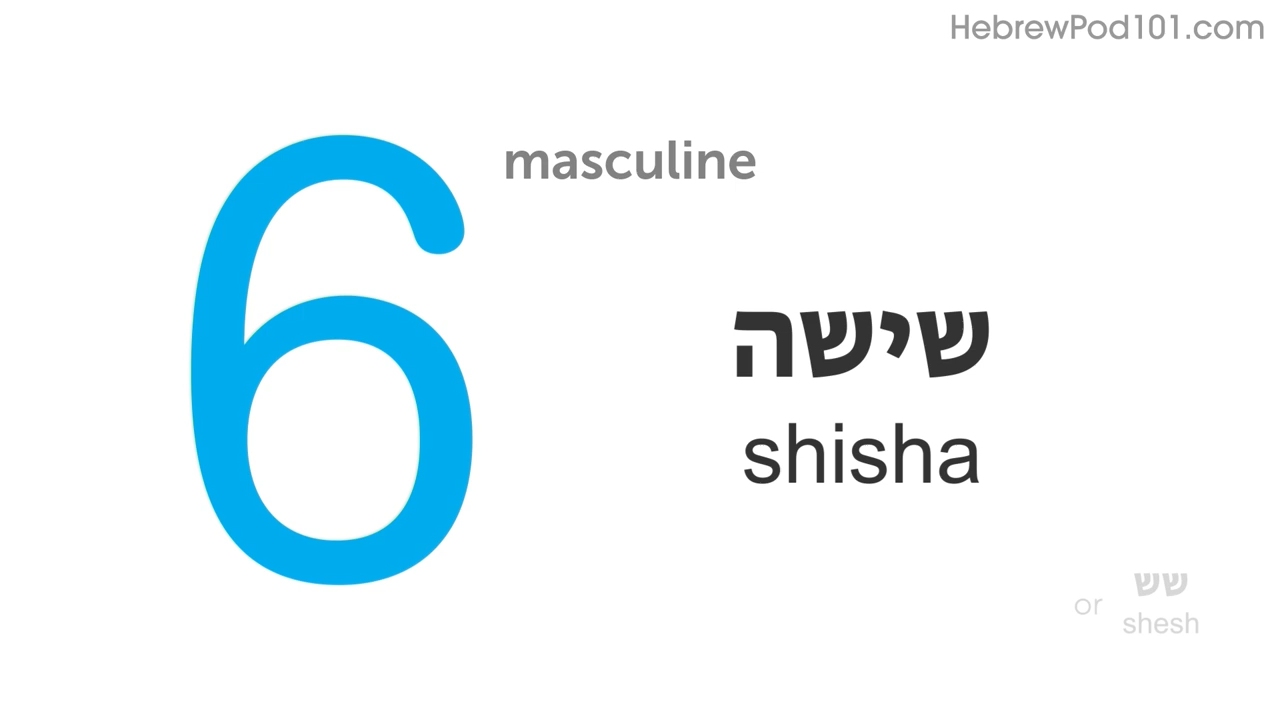 HebrewPod101.com
6
masculine
שישה
shisha
or
שש
shesh